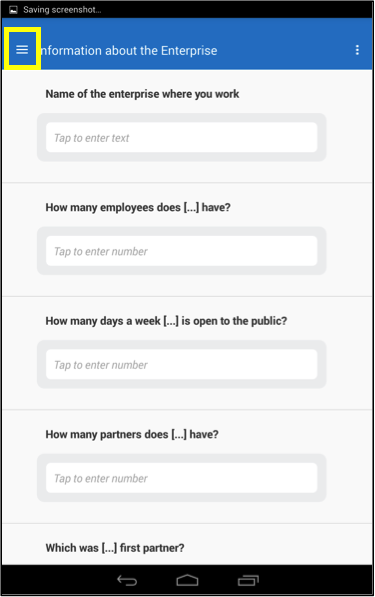 Saving screenshot...
Information about the Enterprise
Name of the enterprise where you work
Tap to enter text
How many employees does [...] have?
Tap to enter number
How many days a week [...] is open to the public?
Tap to enter number
How many partners does [...] have?
Tap to enter number
Which was [...] first partner?